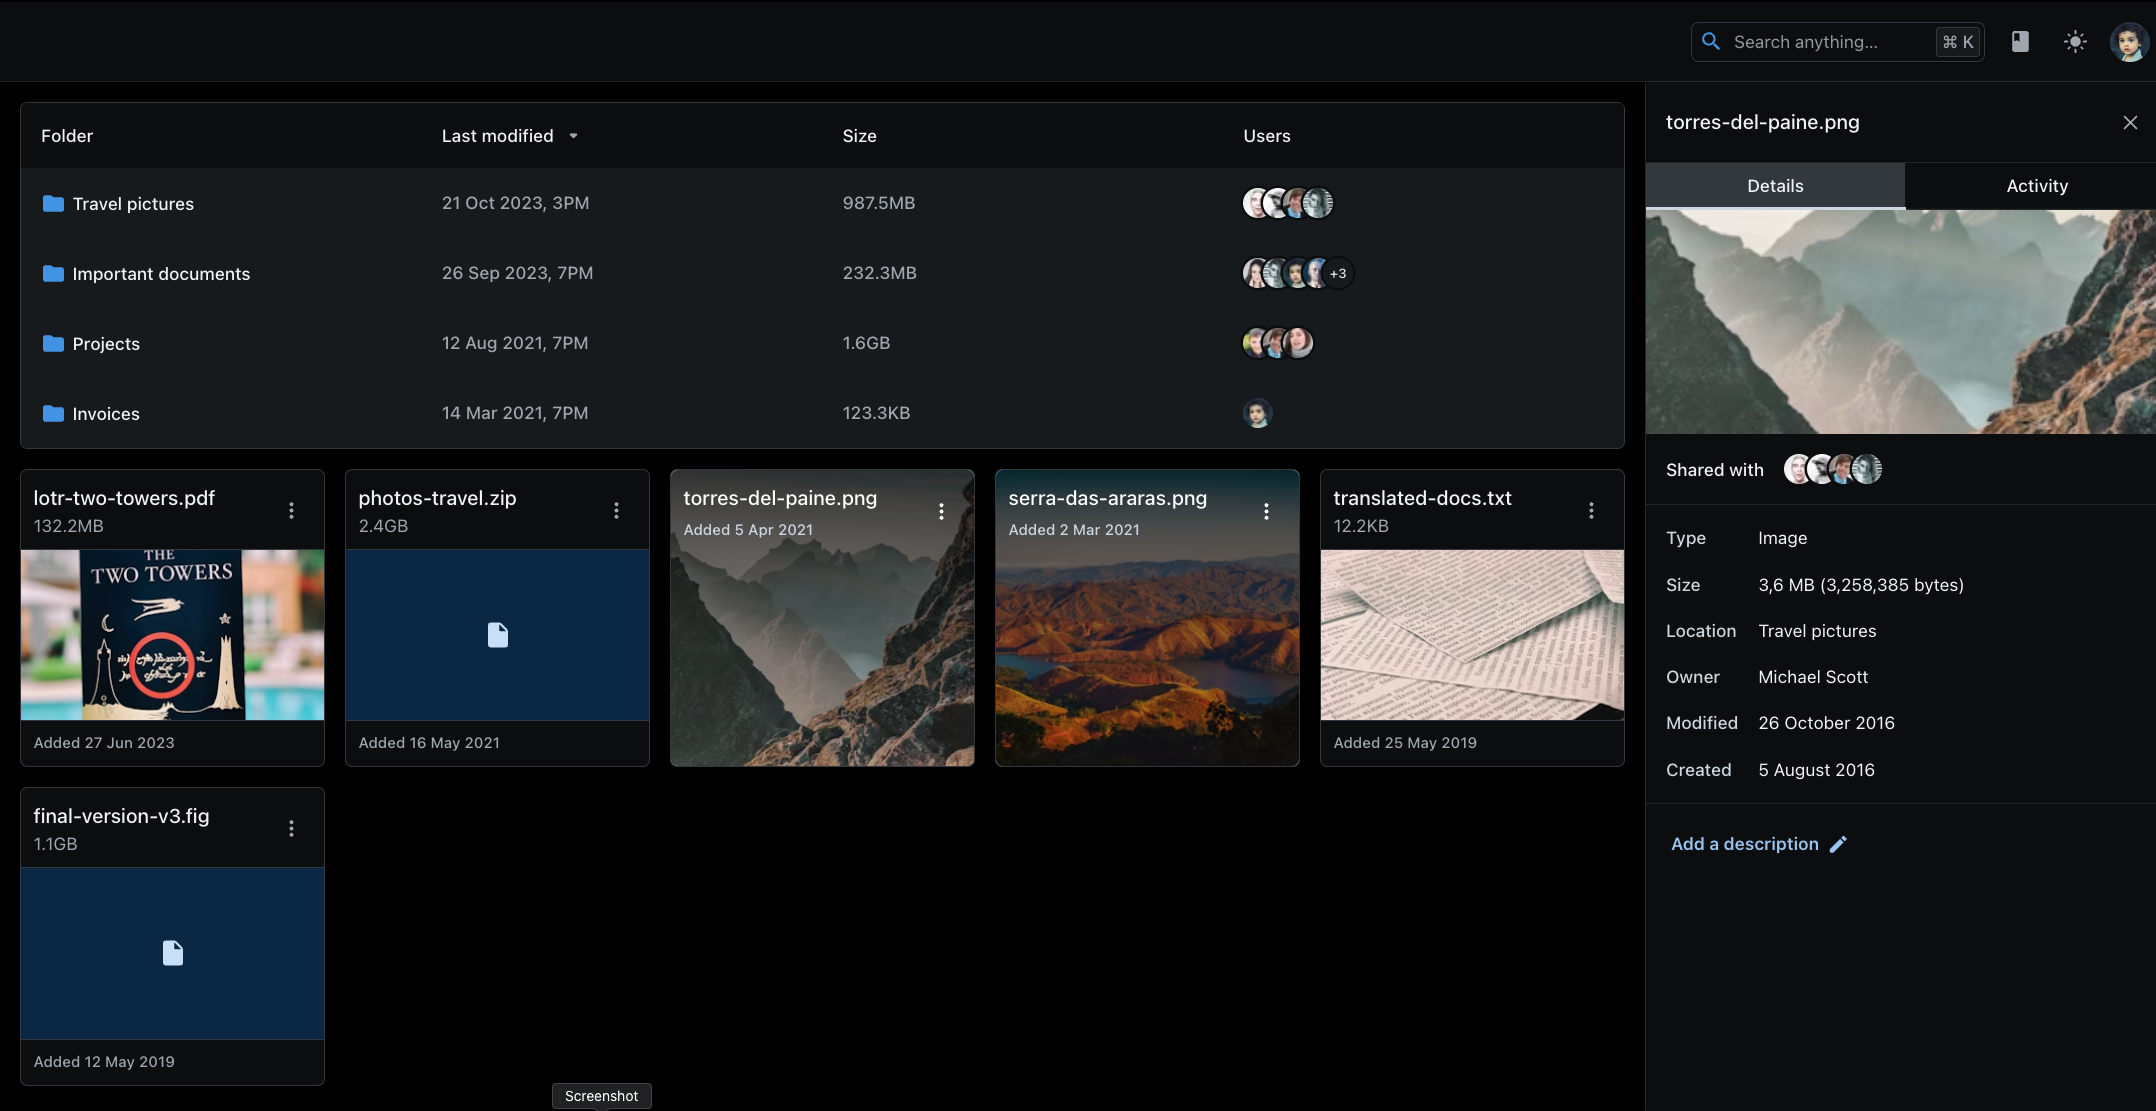 Search anything...
⌘ K
Folder
Last modified
Size
Users
Travel pictures
21 Oct 2023, 3PM
987.5MB
Important documents
26 Sep 2023, 7PM
232.3MB
+3
Projects
12 Aug 2021, 7PM
1.6GB
Invoices
14 Mar 2021, 7PM
123.3KB
lotr-two-towers.pdf
132.2MB
THE
TWO TOWERS
Added 27 Jun 2023
photos-travel.zip
2.4GB
Added 16 May 2021
torres-del-paine.png
Added 5 Apr 2021
serra-das-araras.png
Added 2 Mar 2021
translated-docs.txt
12.2KB
Added 25 May 2019
final-version-v3.fig
1.1GB
Added 12 May 2019
Screenshot
torres-del-paine.png
Details
Activity
Shared with
Type
Image
Size
3,6 MB (3,258,385 bytes)
Location
Travel pictures
Owner
Michael Scott
Modified
26 October 2016
Created
5 August 2016
Add a description